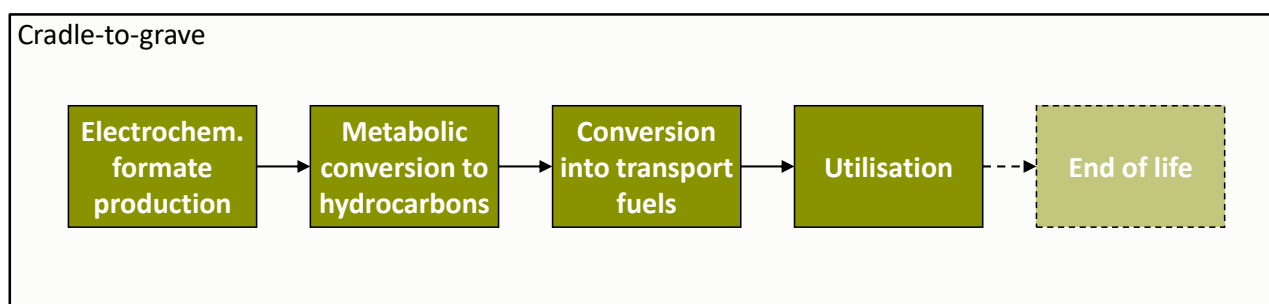 Cradle-to-grave
Electrochem.
formate
production
Metabolic
conversion to
hydrocarbons
Conversion
into transport
fuels
Utilisation
End of life